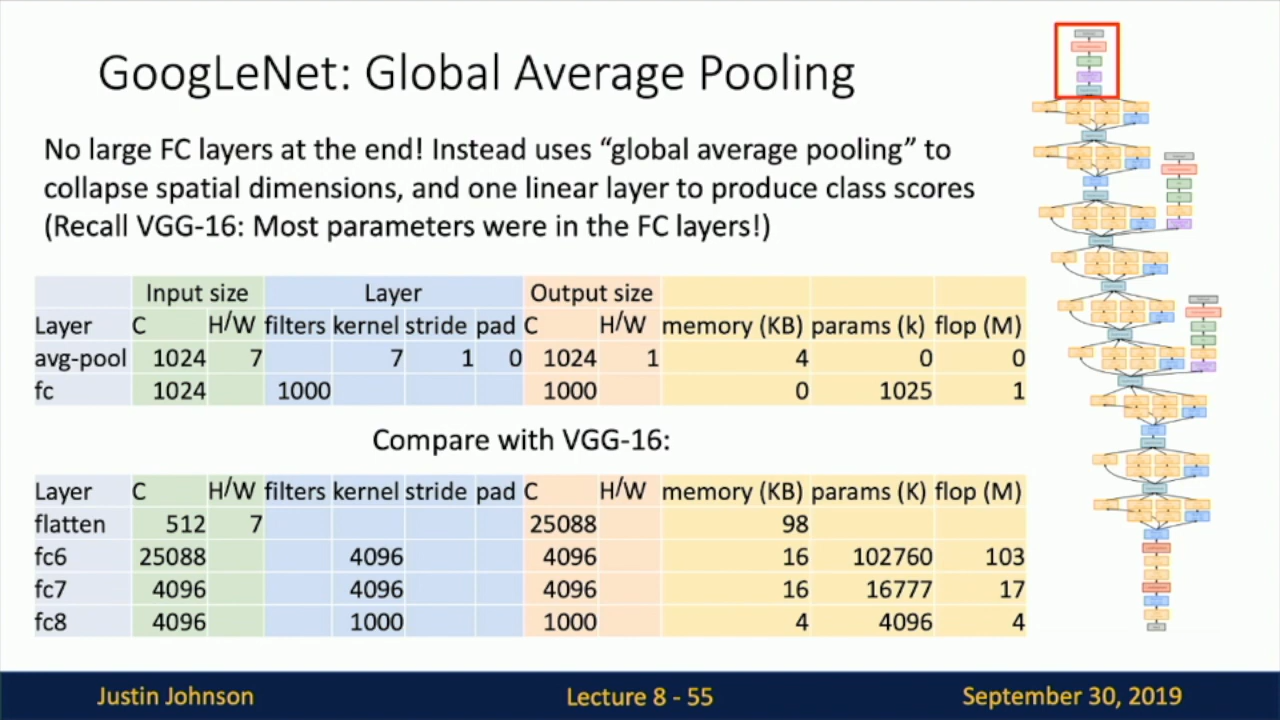 GoogLeNet: Global Average Pooling
No large FC layers at the end! Instead uses “global average pooling” to
collapse spatial dimensions, and one linear layer to produce class scores
(Recall VGG-16: Most parameters were in the FC layers!)
Input size Layer Output size
Layer C H/W filters kernel stride pad C H/W memory (KB) params (k) flop (M)
avg-pool 1024 7 7 1 0 1024 1 4 0 0
fc 1024 1000 1000 0 1025 1
Compare with VGG-16:
Layer C H/W filters kernel stride pad C H/W memory (KB) params (K) flop (M)
flatten 512 7 25088 98
fc6 25088 4096 4096 16 102760 103
fc7 4096 4096 4096 16 16777 17
fc8 4096 1000 1000 4 4096 4
Justin Johnson Lecture 8 - 55 September 30, 2019